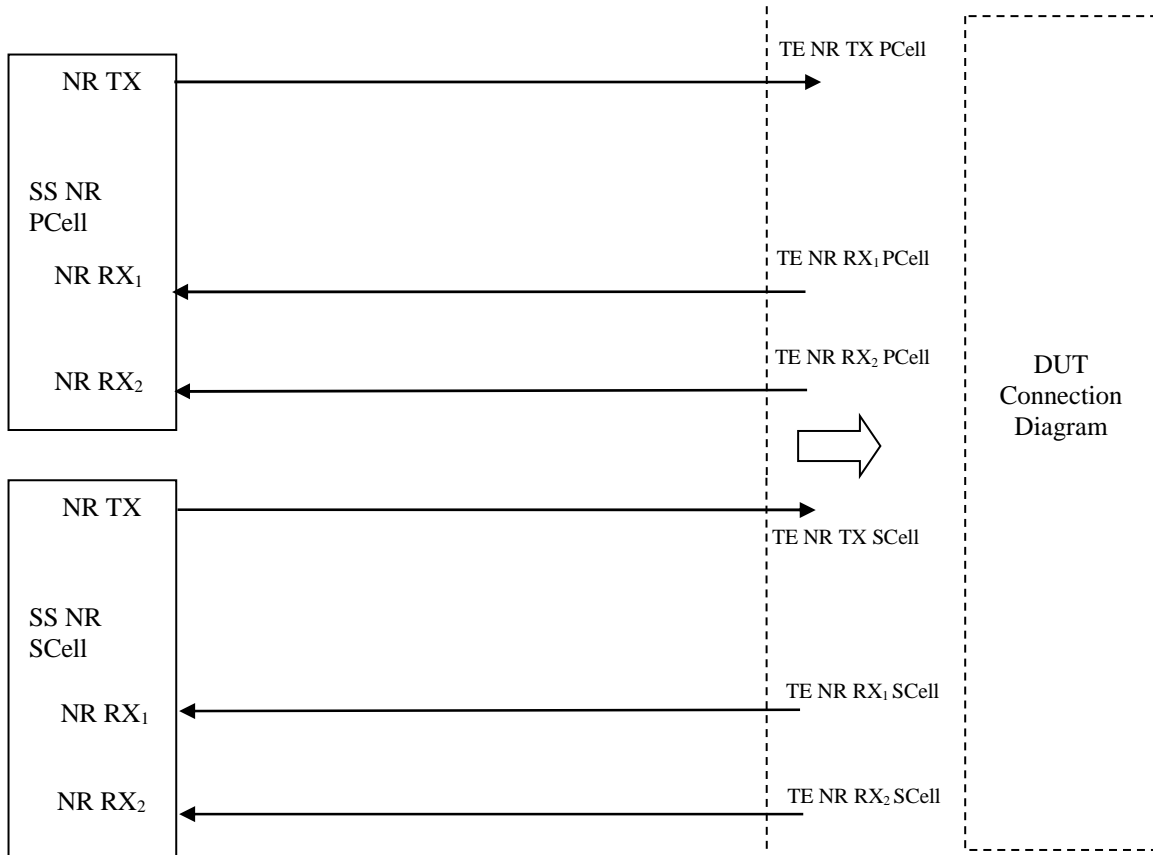 TE NR TX PCell
NR TX
SS NR
PCell
TE NR RX₁ PCell
NR RX₁
TE NR RX₂ PCell
NR RX₂
DUT
Connection
Diagram
NR TX
TE NR TX SCell
SS NR
SCell
TE NR RX₁ SCell
NR RX₁
TE NR RX₂ SCell
NR RX₂